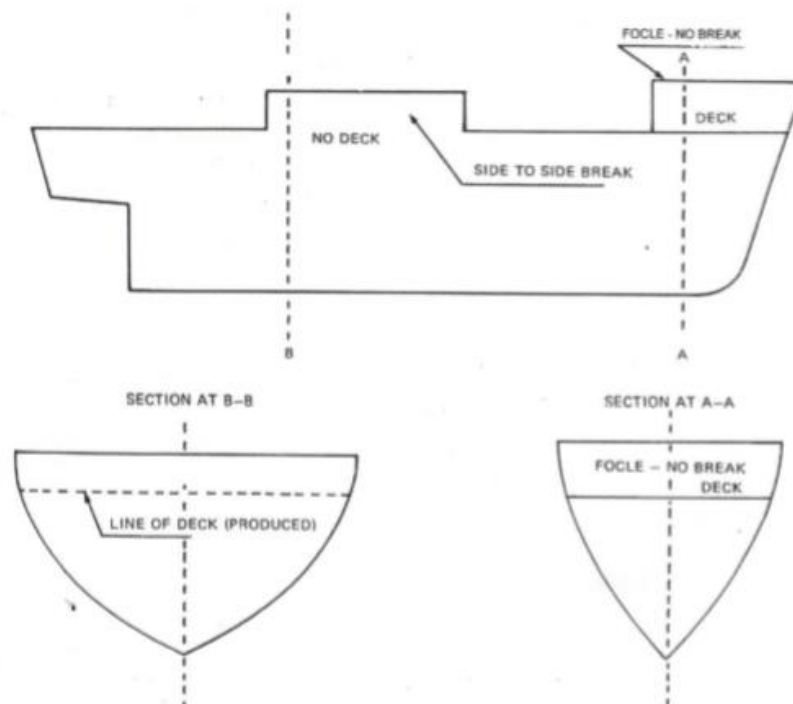 FOCLE - NO BREAK
A
DECK
NO DECK
SIDE TO SIDE BREAK
B
A
SECTION AT B-B
SECTION AT A-A
FOCLE - NO BREAK
DECK
LINE OF DECK (PRODUCED)